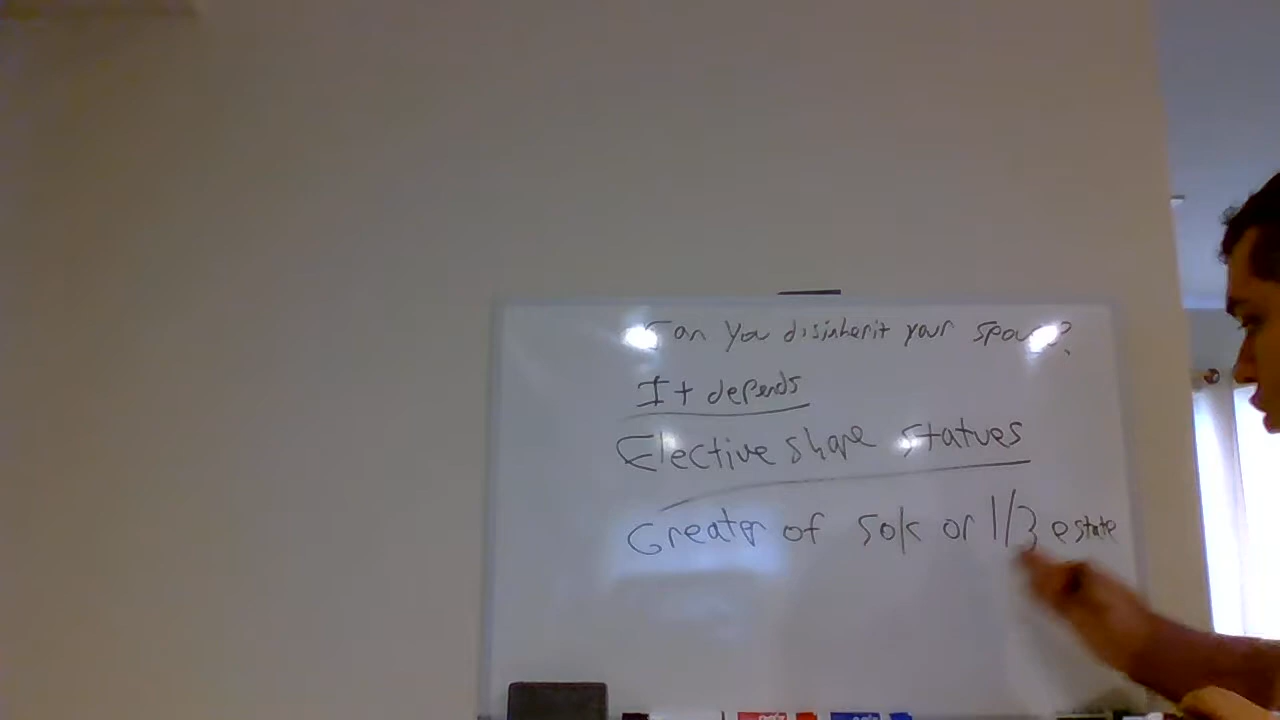 Can you disinherit your spouse?
It depends
Elective share statues
Greater of 50k or 1/3 estate